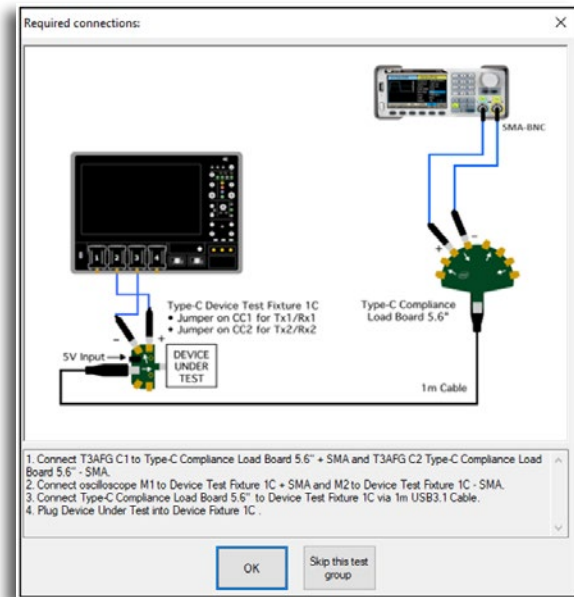 Required connections:
SMA-BNC
1 2 3 4
Type-C Device Test Fixture 1C
• Jumper on CC1 for Tx1/Rx1
• Jumper on CC2 for Tx2/Rx2
Type-C Compliance
Load Board 5.6"
+ -
- +
5V Input
DEVICE
UNDER
TEST
1m Cable
1. Connect T3AFG C1 to Type-C Compliance Load Board 5.6" + SMA and T3AFG C2 Type-C Compliance Load
Board 5.6" - SMA.
2. Connect oscilloscope M1 to Device Test Fixture 1C + SMA and M2 to Device Test Fixture 1C - SMA.
3. Connect Type-C Compliance Load Board 5.6" to Device Test Fixture 1C via 1m USB3.1 Cable.
4. Plug Device Under Test into Device Fixture 1C .
OK
Skip this test
group